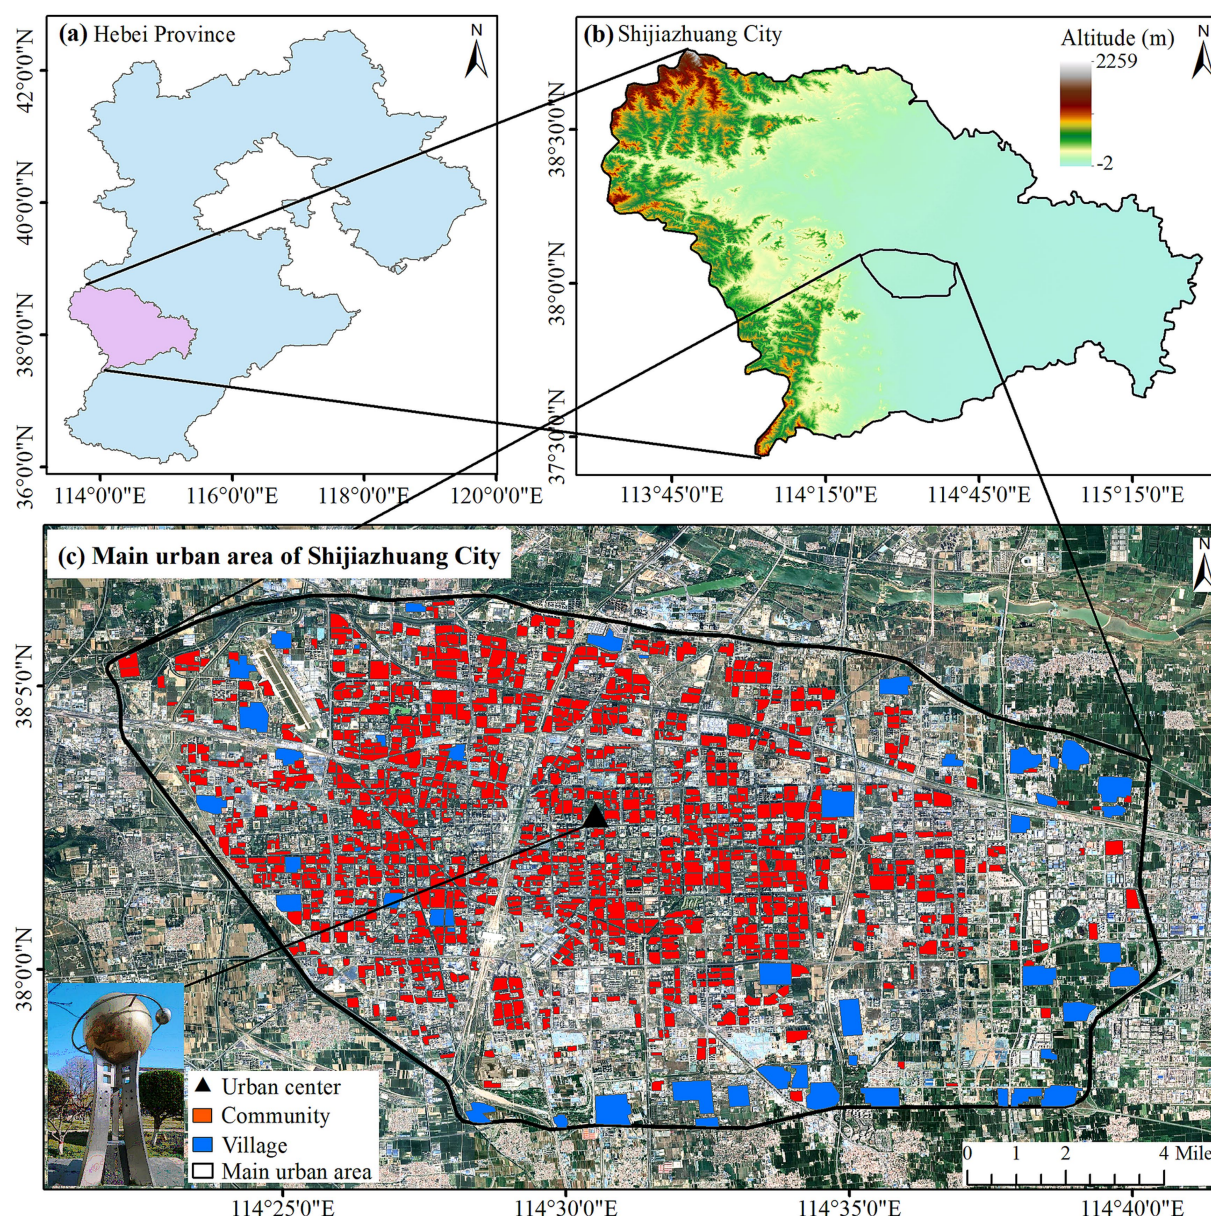 (a) Hebei Province
N
42°0'0"N
40°0'0"N
38°0'0"N
36°0'0"N
114°0'0"E
116°0'0"E
118°0'0"E
120°0'0"E
(b) Shijiazhuang City
Altitude (m)
2259
-2
N
38°30'0"N
38°0'0"N
37°30'0"N
113°45'0"E
114°15'0"E
114°45'0"E
115°15'0"E
(c) Main urban area of Shijiazhuang City
N
38°5'0"N
38°0'0"N
Urban center
Community
Village
Main urban area
0 1 2 4 Mile
114°25'0"E
114°30'0"E
114°35'0"E
114°40'0"E